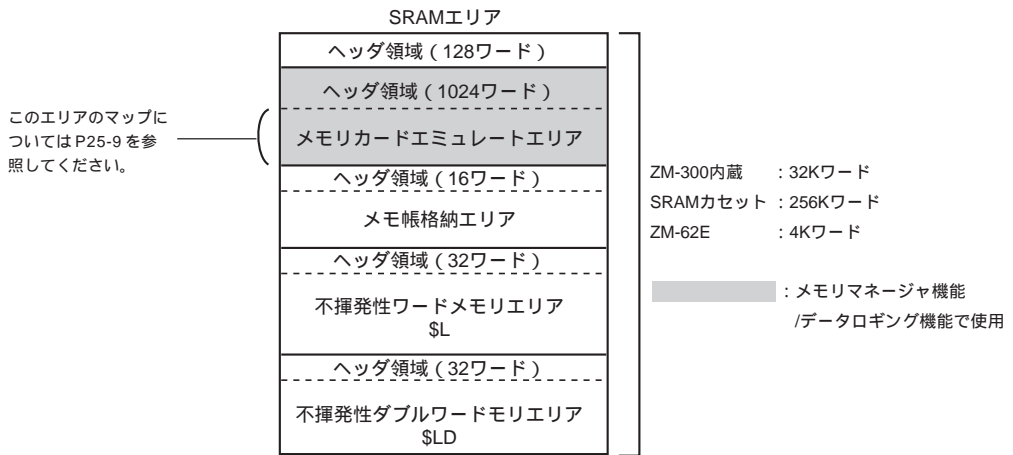 SRAMエリア
ヘッダ領域（128ワード）
ヘッダ領域（1024ワード）
メモリカードエミュレートエリア
このエリアのマップに
ついてはP25-9を参
照してください。
ヘッダ領域（16ワード）
メモ帳格納エリア
ヘッダ領域（32ワード）
不揮発性ワードメモリエリア
$L
ヘッダ領域（32ワード）
不揮発性ダブルワードモリエリア
$LD
ZM-300内蔵　：32Kワード
SRAMカセット：256Kワード
ZM-62E　：4Kワード
：メモリマネージャ機能
/データロギング機能で使用